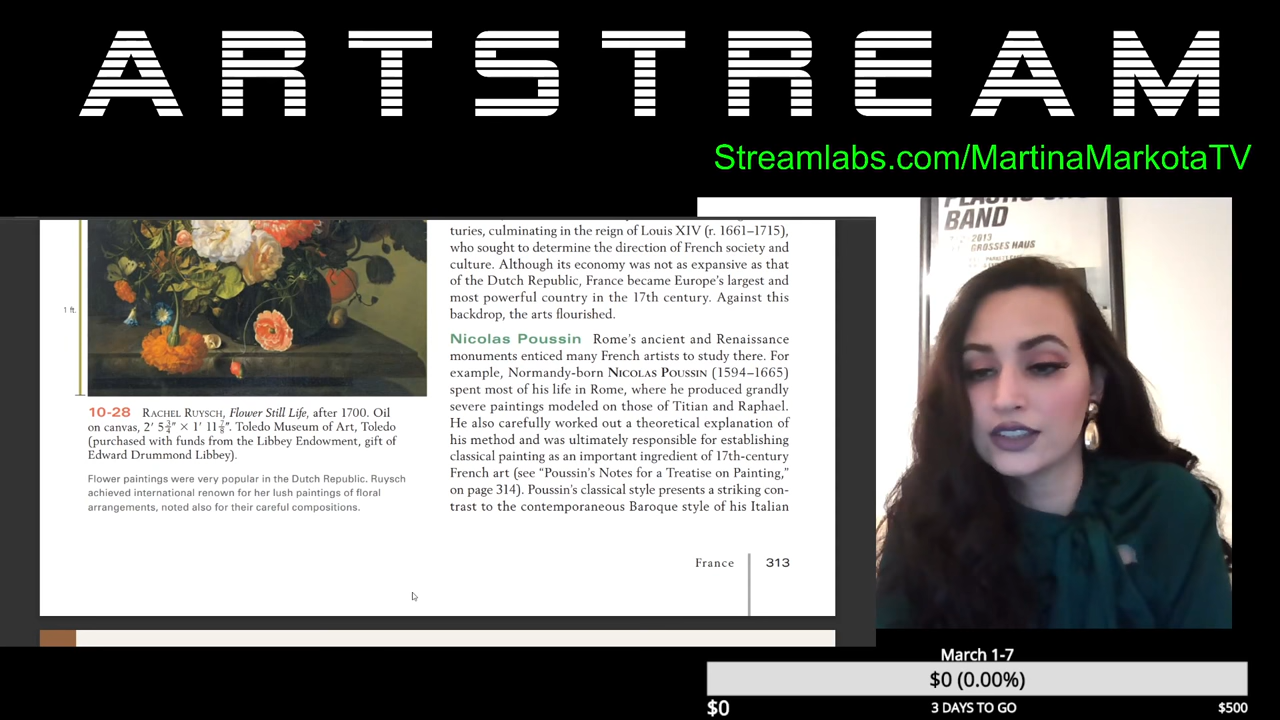 ARTSTREAM
Streamlabs.com/MartinaMarkotaTV
BAND
2013
GROSSES HAUS
1 ft.
10-28 RACHEL RUYSCH, Flower Still Life, after 1700. Oil
on canvas, 2' 5 3/4" × 1' 11 7/8". Toledo Museum of Art, Toledo
(purchased with funds from the Libbey Endowment, gift of
Edward Drummond Libbey).
Flower paintings were very popular in the Dutch Republic. Ruysch
achieved international renown for her lush paintings of floral
arrangements, noted also for their careful compositions.
turies, culminating in the reign of Louis XIV (r. 1661–1715),
who sought to determine the direction of French society and
culture. Although its economy was not as expansive as that
of the Dutch Republic, France became Europe's largest and
most powerful country in the 17th century. Against this
backdrop, the arts flourished.
Nicolas Poussin Rome's ancient and Renaissance
monuments enticed many French artists to study there. For
example, Normandy-born NICOLAS POUSSIN (1594–1665)
spent most of his life in Rome, where he produced grandly
severe paintings modeled on those of Titian and Raphael.
He also carefully worked out a theoretical explanation of
his method and was ultimately responsible for establishing
classical painting as an important ingredient of 17th-century
French art (see "Poussin's Notes for a Treatise on Painting,"
on page 314). Poussin's classical style presents a striking con-
trast to the contemporaneous Baroque style of his Italian
France 313
March 1-7
$0 (0.00%)
$0 3 DAYS TO GO $500